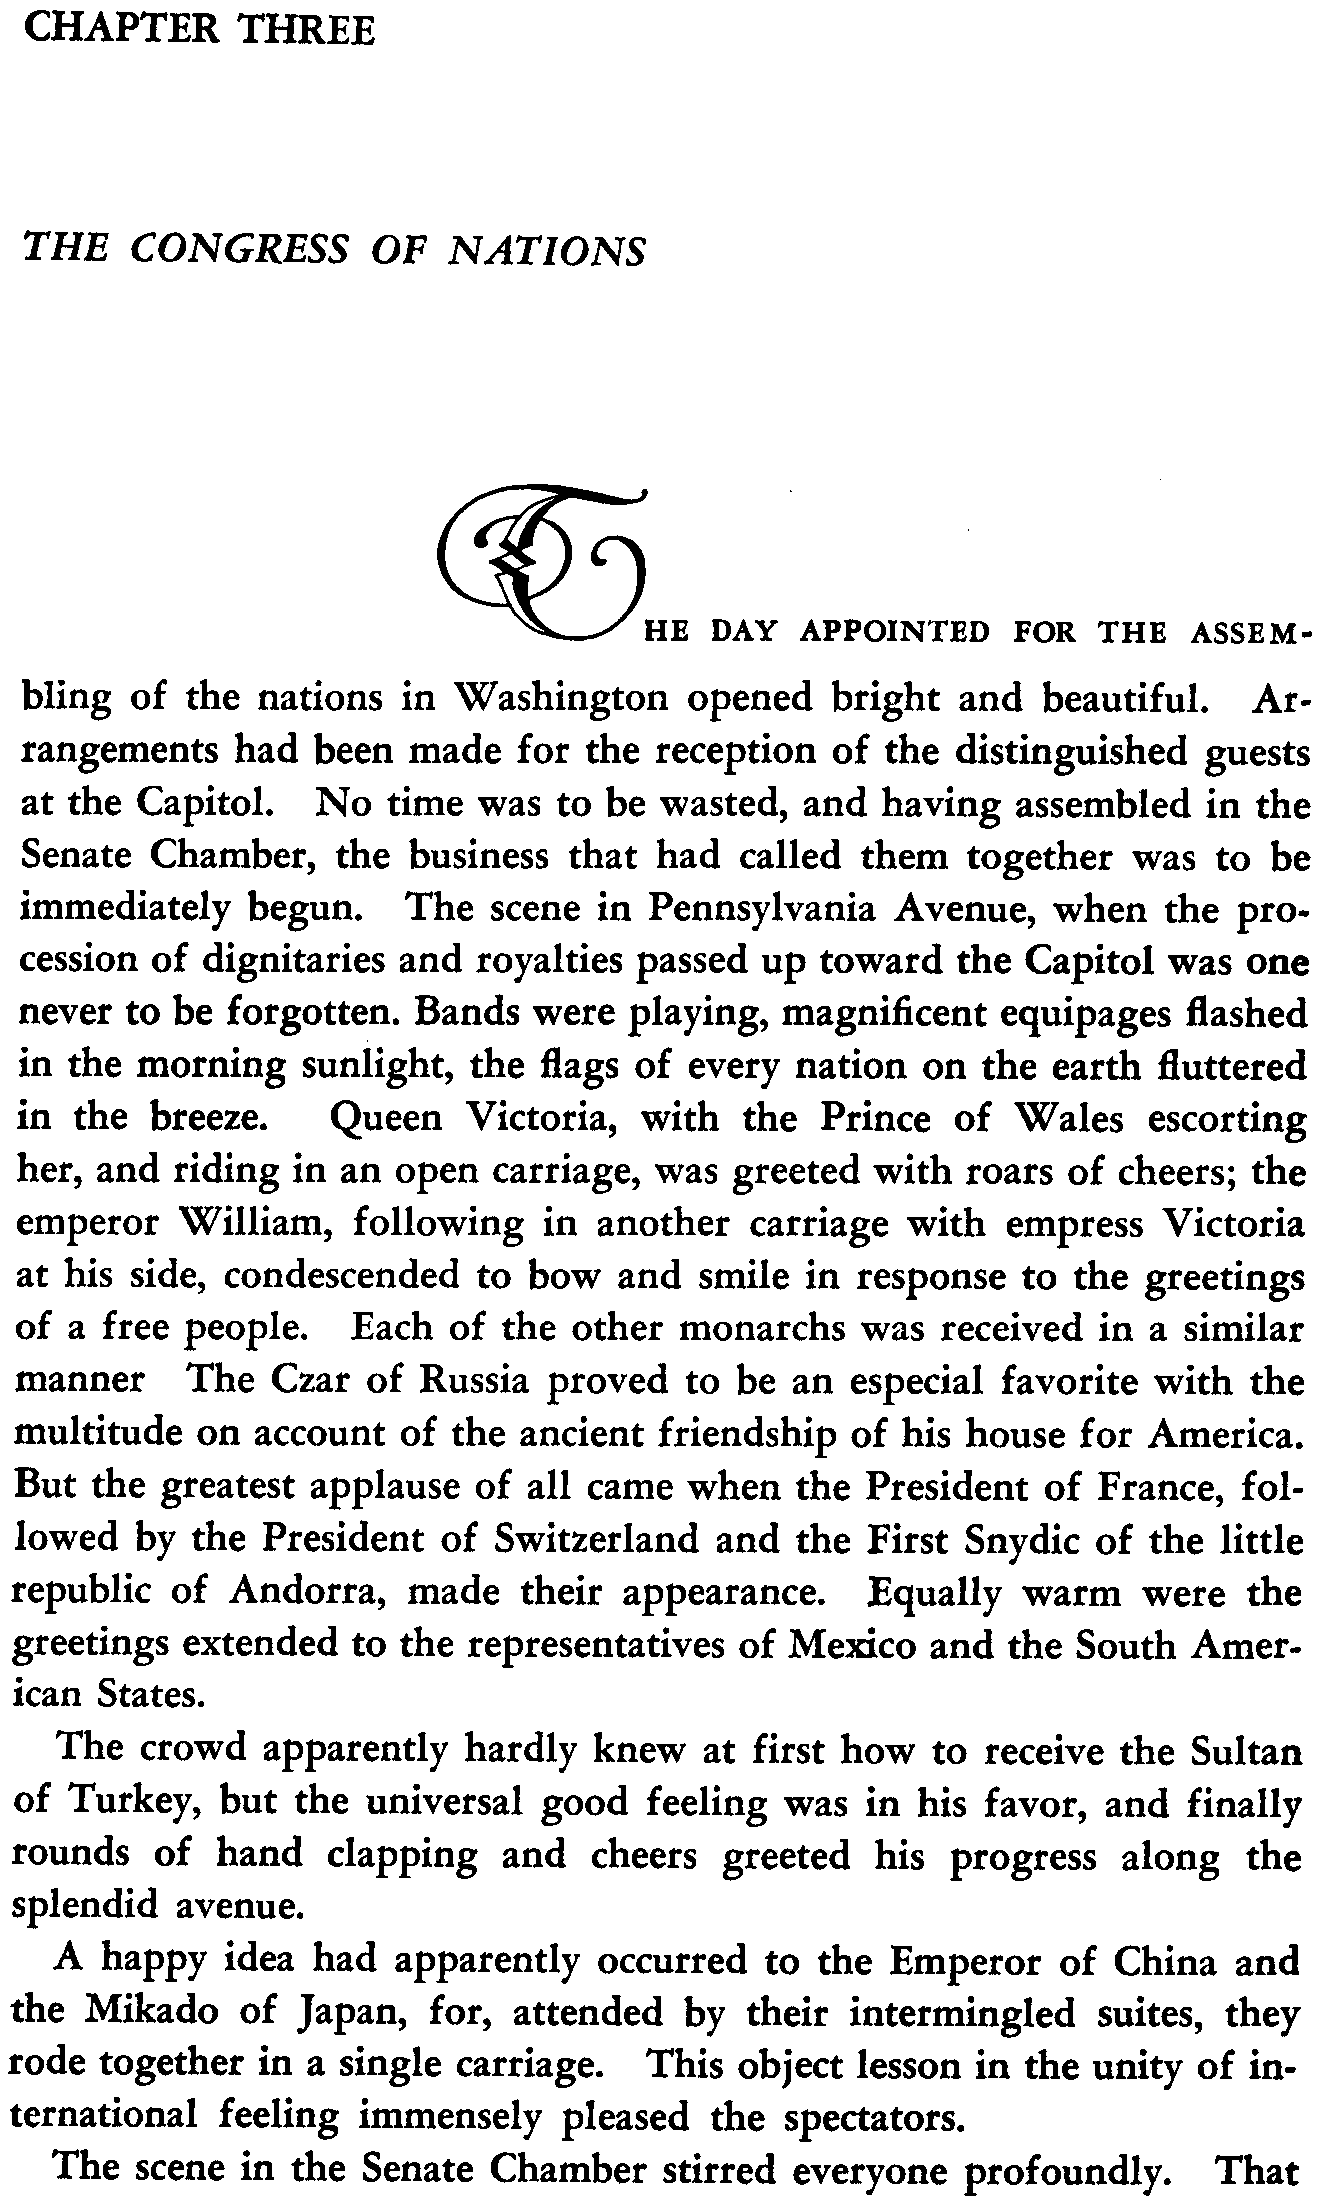 CHAPTER THREE
THE CONGRESS OF NATIONS
THE DAY APPOINTED FOR THE ASSEM-
bling of the nations in Washington opened bright and beautiful. Ar-
rangements had been made for the reception of the distinguished guests
at the Capitol. No time was to be wasted, and having assembled in the
Senate Chamber, the business that had called them together was to be
immediately begun. The scene in Pennsylvania Avenue, when the pro-
cession of dignitaries and royalties passed up toward the Capitol was one
never to be forgotten. Bands were playing, magnificent equipages flashed
in the morning sunlight, the flags of every nation on the earth fluttered
in the breeze. Queen Victoria, with the Prince of Wales escorting
her, and riding in an open carriage, was greeted with roars of cheers; the
emperor William, following in another carriage with empress Victoria
at his side, condescended to bow and smile in response to the greetings
of a free people. Each of the other monarchs was received in a similar
manner The Czar of Russia proved to be an especial favorite with the
multitude on account of the ancient friendship of his house for America.
But the greatest applause of all came when the President of France, fol-
lowed by the President of Switzerland and the First Snydic of the little
republic of Andorra, made their appearance. Equally warm were the
greetings extended to the representatives of Mexico and the South Amer-
ican States.
The crowd apparently hardly knew at first how to receive the Sultan
of Turkey, but the universal good feeling was in his favor, and finally
rounds of hand clapping and cheers greeted his progress along the
splendid avenue.
A happy idea had apparently occurred to the Emperor of China and
the Mikado of Japan, for, attended by their intermingled suites, they
rode together in a single carriage. This object lesson in the unity of in-
ternational feeling immensely pleased the spectators.
The scene in the Senate Chamber stirred everyone profoundly. That